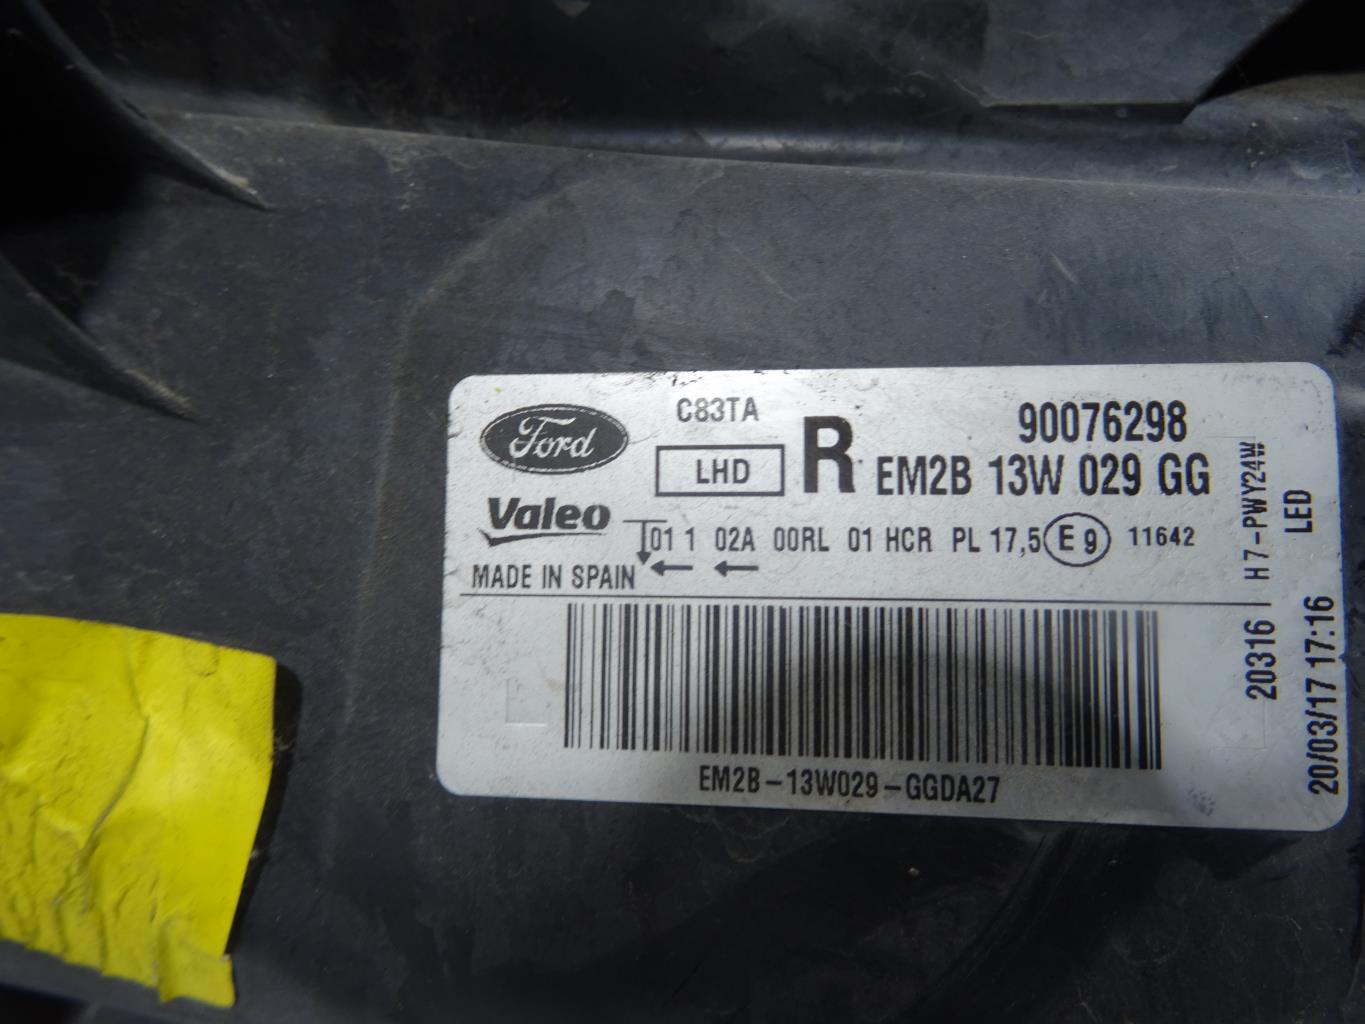 Ford
C83TA
LHD
R
90076298
EM2B 13W 029 GG
Valeo
01 1 02A 00RL 01 HCR PL 17,5 E 9 11642
MADE IN SPAIN
EM2B-13W029-GGDA27
20316 H7-PWY24W
LED
20/03/17 17:16